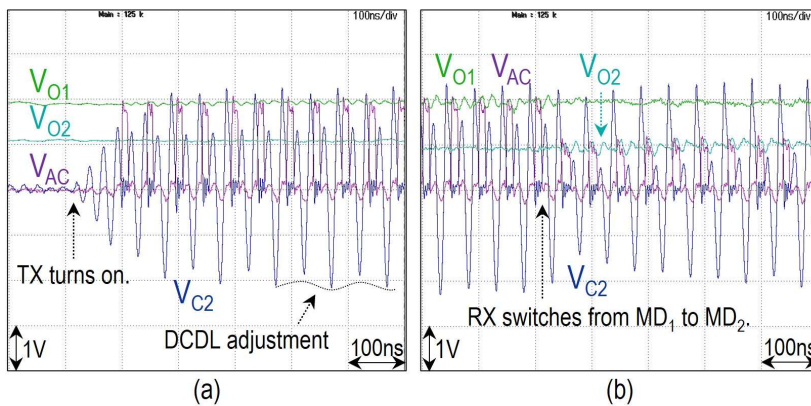 Main : 125 k
100ns/div
V_O1
V_O2
V_AC
TX turns on.
V_C2
DCDL adjustment
1V
100ns
(a)
Main : 125 k
100ns/div
V_O1 V_AC V_O2
V_C2
RX switches from MD_1 to MD_2.
1V
100ns
(b)